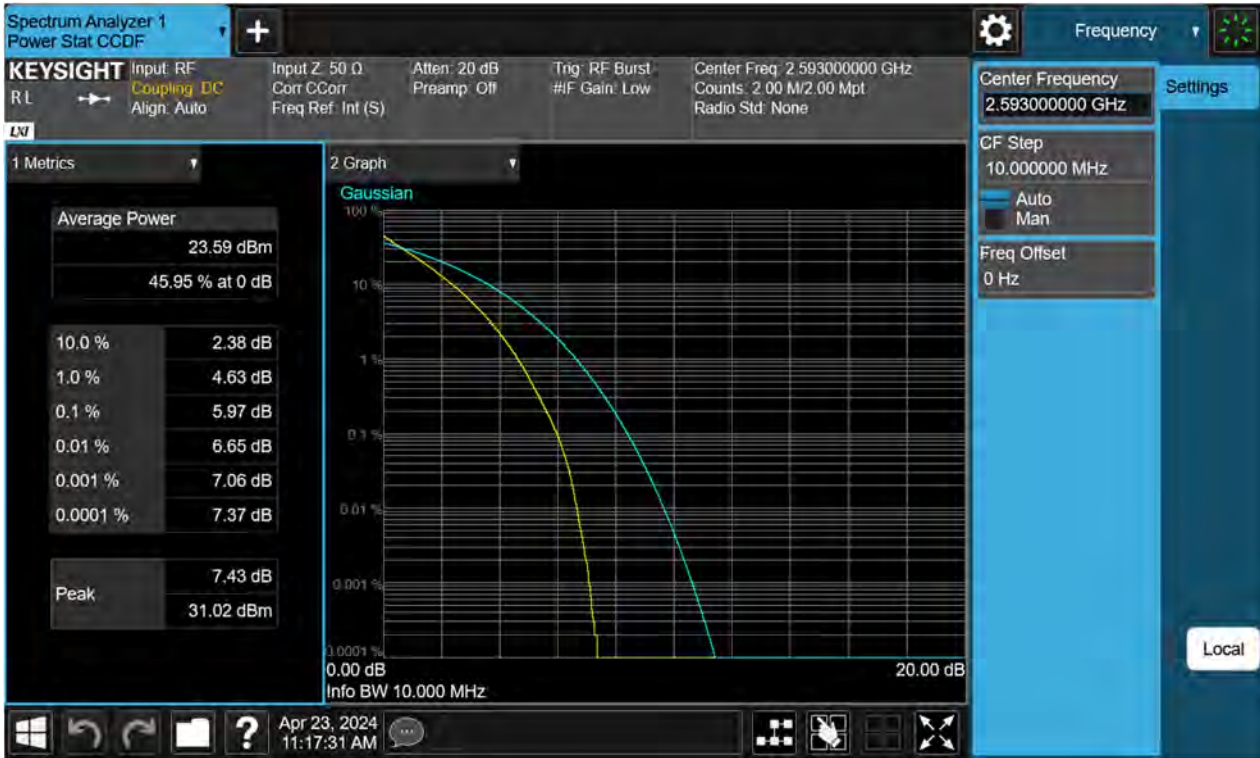 Spectrum Analyzer 1
Power Stat CCDF
+
Frequency
KEYSIGHT
R L
LXI
Input: RF
Coupling: DC
Align: Auto
Input Z: 50 Ω
Corr CCorr
Freq Ref: Int (S)
Atten: 20 dB
Preamp: Off
Trig: RF Burst
#IF Gain: Low
Center Freq: 2.593000000 GHz
Counts: 2.00 M/2.00 Mpt
Radio Std: None
Center Frequency
2.593000000 GHz
Settings
CF Step
10.000000 MHz
Auto
Man
Freq Offset
0 Hz
Local
1 Metrics
Average Power
23.59 dBm
45.95 % at 0 dB
10.0 % 2.38 dB
1.0 % 4.63 dB
0.1 % 5.97 dB
0.01 % 6.65 dB
0.001 % 7.06 dB
0.0001 % 7.37 dB
Peak
7.43 dB
31.02 dBm
2 Graph
Gaussian
100 %
10 %
1 %
0.1 %
0.01 %
0.001 %
0.0001 %
0.00 dB 20.00 dB
Info BW 10.000 MHz
?
Apr 23, 2024
11:17:31 AM